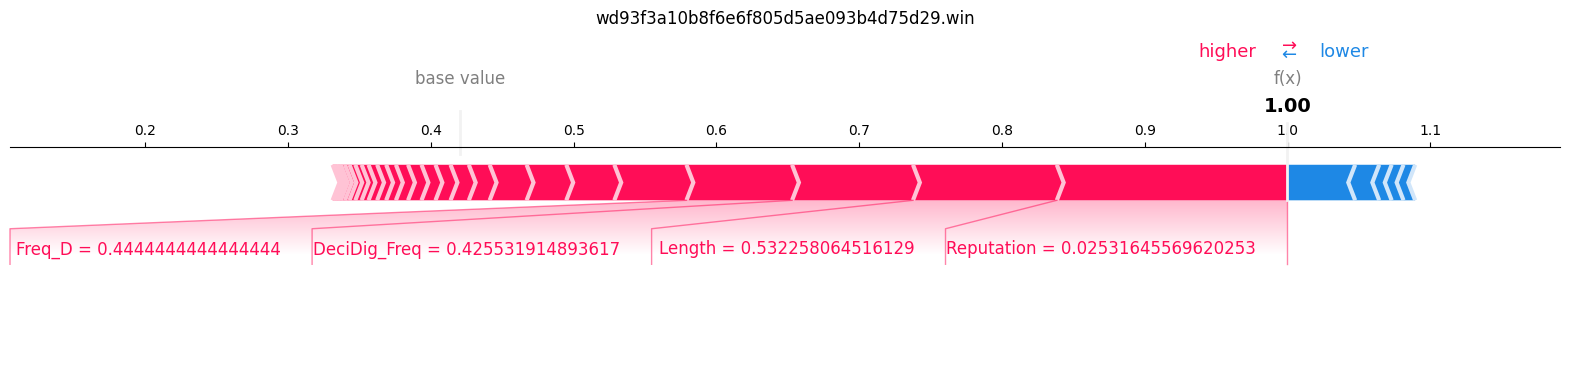 wd93f3a10b8f6e6f805d5ae093b4d75d29.win
higher ⇄ lower
base value f(x)
1.00
0.2 0.3 0.4 0.5 0.6 0.7 0.8 0.9 1.0 1.1
Freq_D = 0.4444444444444444 DeciDig_Freq = 0.425531914893617 Length = 0.532258064516129 Reputation = 0.02531645569620253